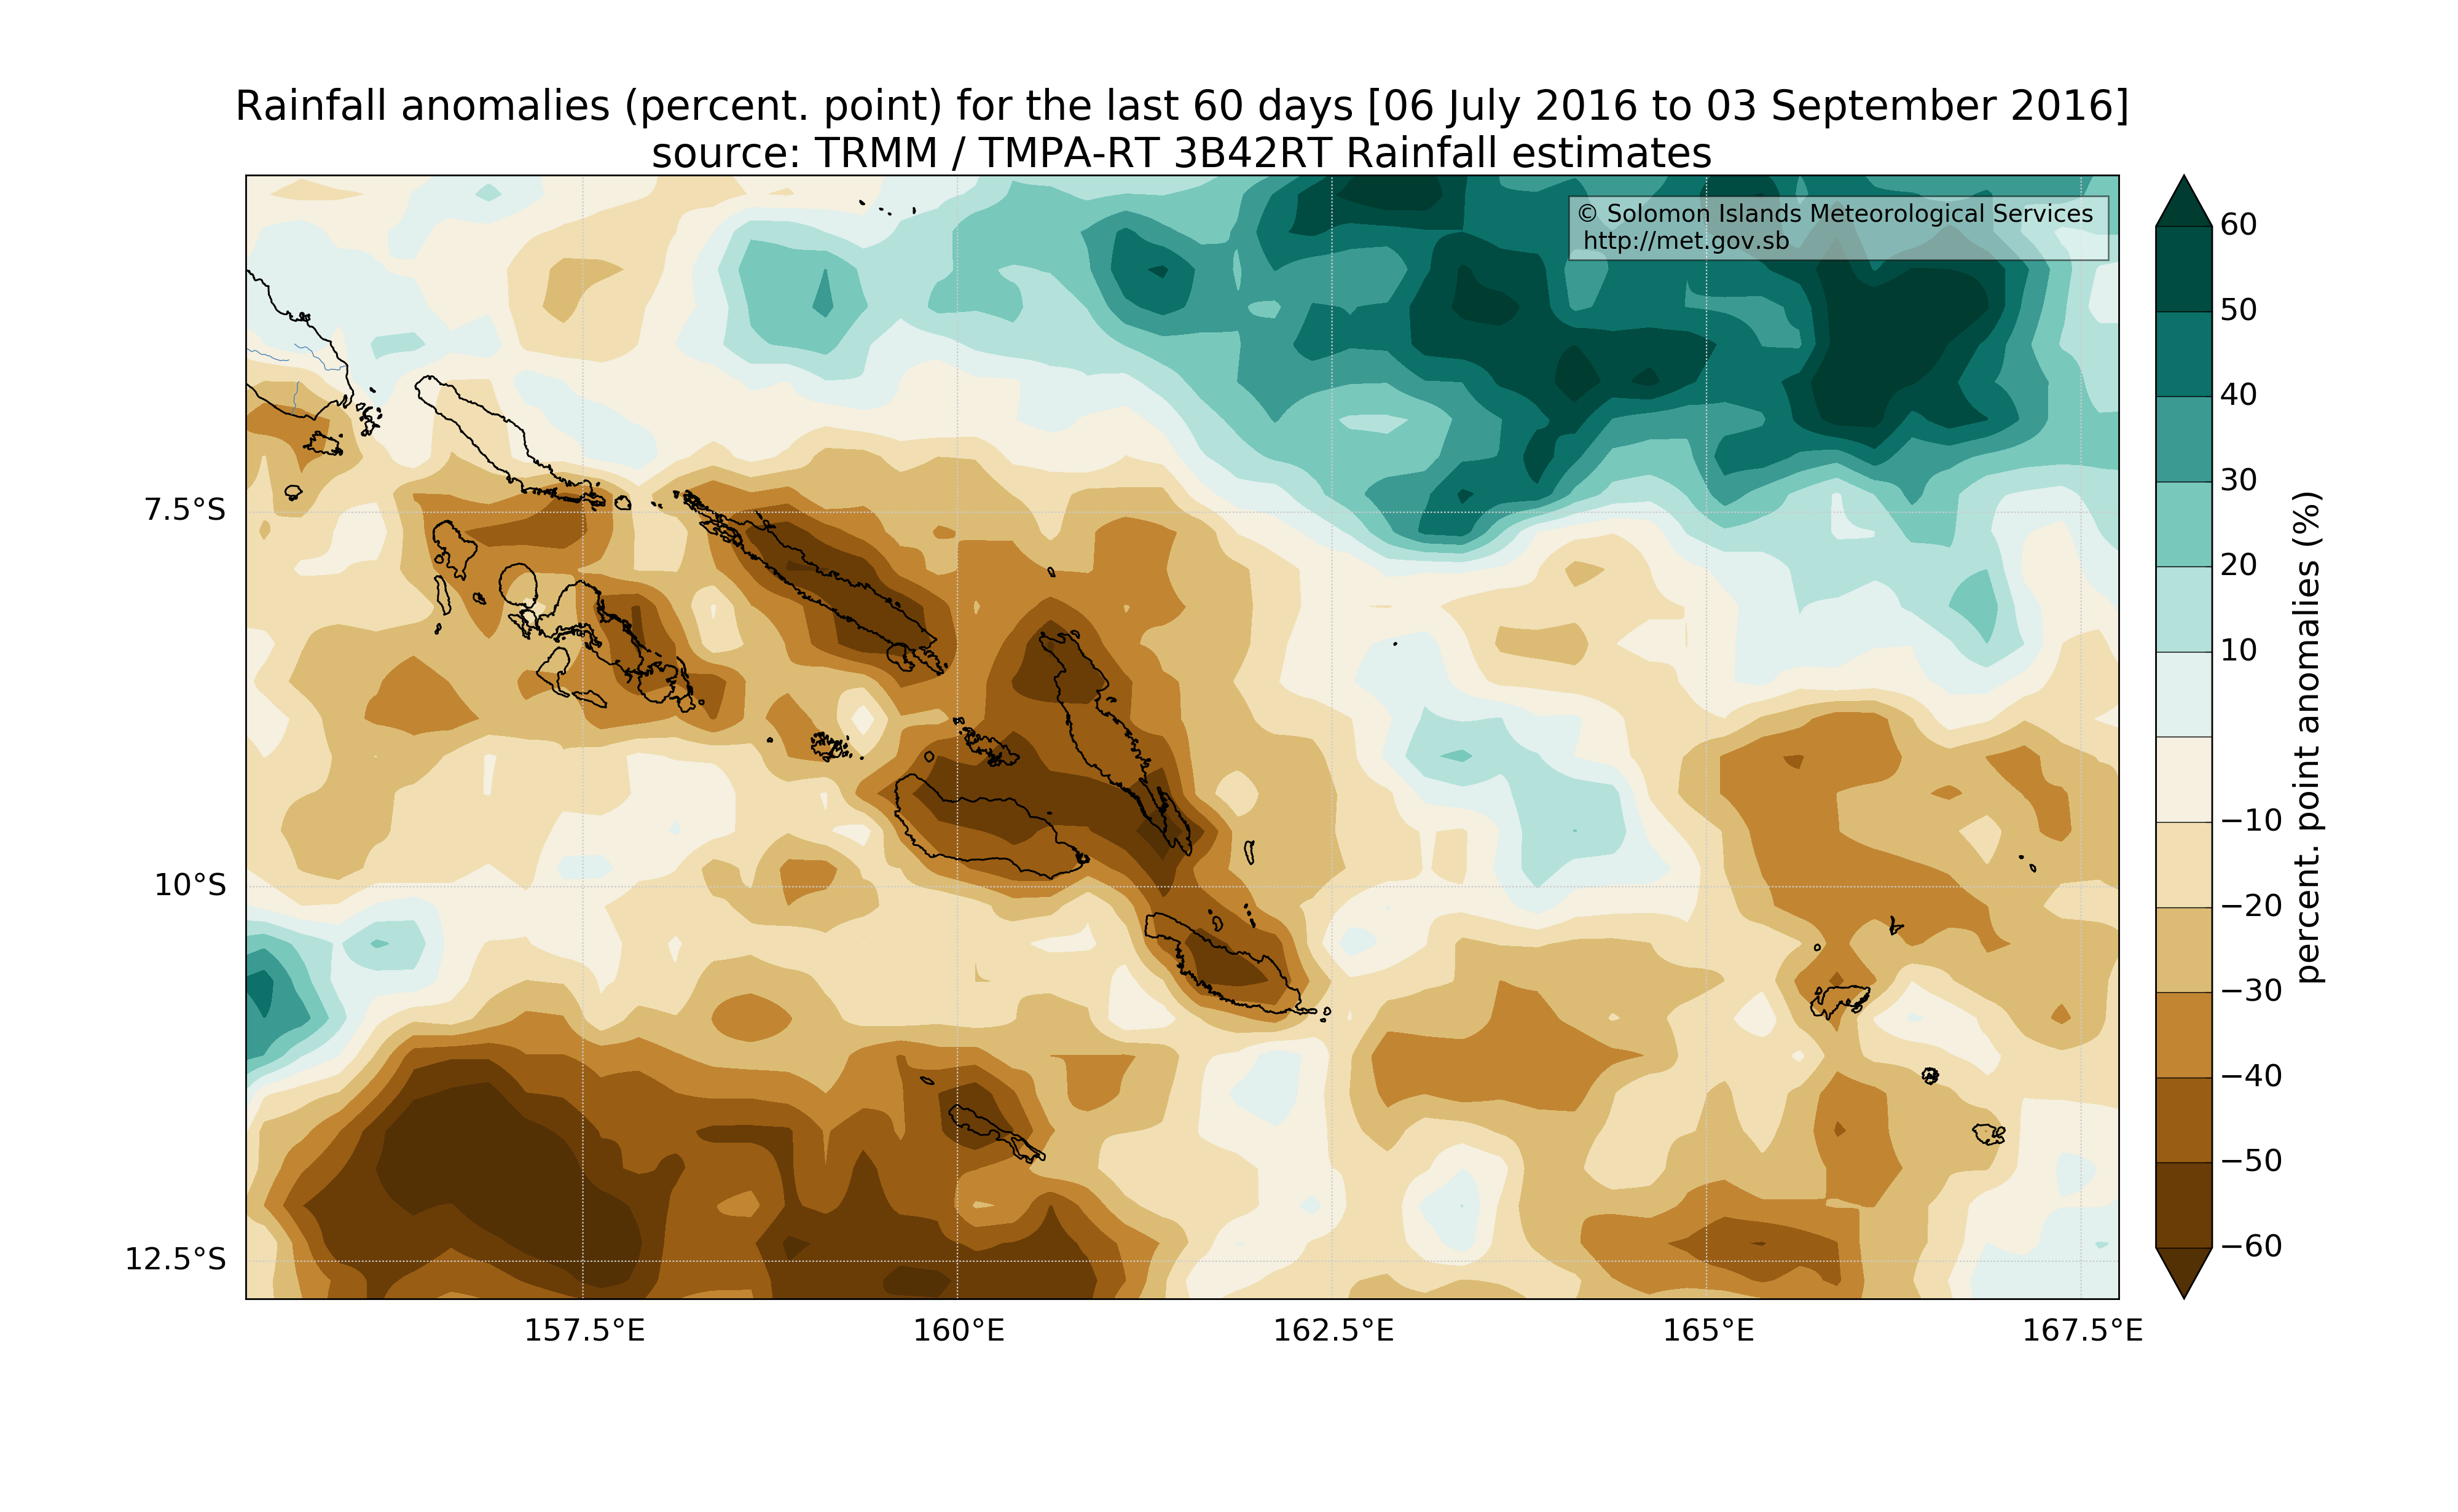 Rainfall anomalies (percent. point) for the last 60 days [06 July 2016 to 03 September 2016]
source: TRMM / TMPA-RT 3B42RT Rainfall estimates
© Solomon Islands Meteorological Services
http://met.gov.sb
7.5°S
10°S
12.5°S
157.5°E
160°E
162.5°E
165°E
167.5°E
60
50
40
30
20
10
−10
−20
−30
−40
−50
−60
percent. point anomalies (%)